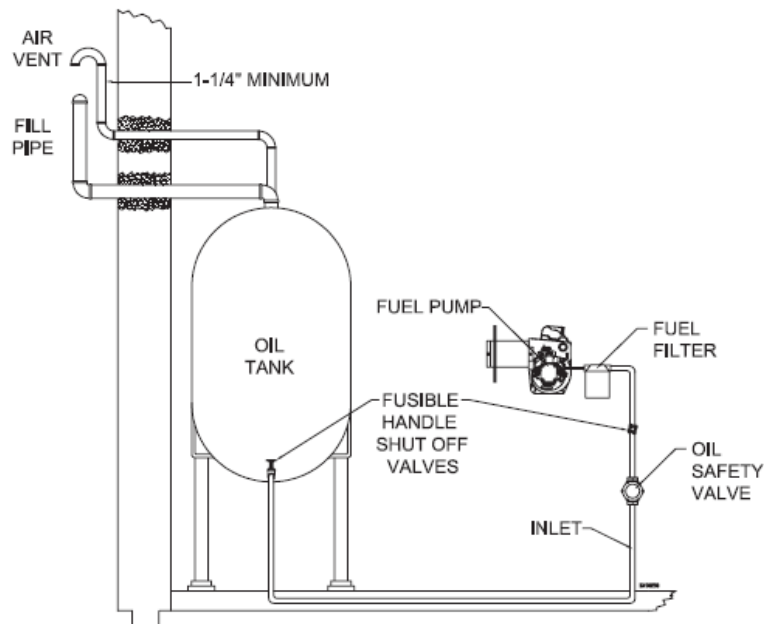 AIR
VENT
1-1/4" MINIMUM
FILL
PIPE
FUEL PUMP
FUEL
FILTER
OIL
TANK
FUSIBLE
HANDLE
SHUT OFF
VALVES
OIL
SAFETY
VALVE
INLET